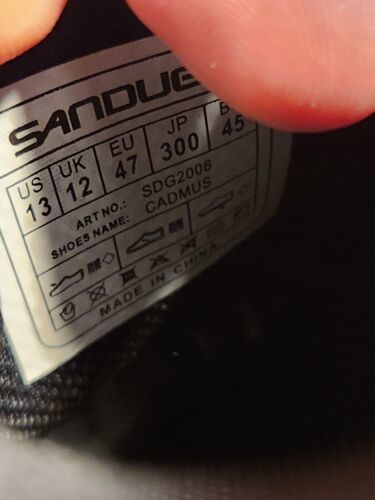 SANDUG
US UK EU JP B
13 12 47 300 45
ART NO.: SDG2006
SHOES NAME: CADMUS
MADE IN CHINA